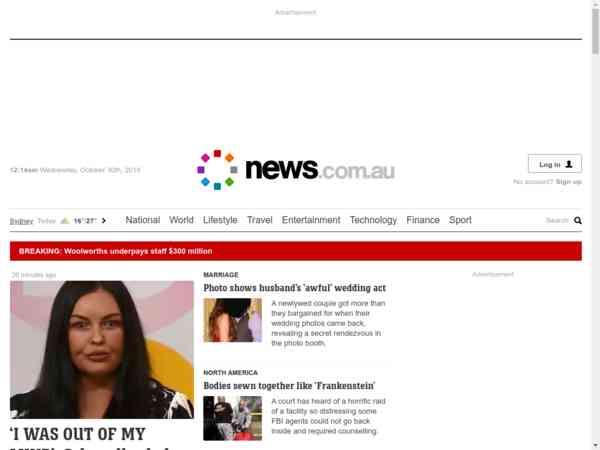 Advertisement
12:14am Wednesday, October 30th, 2019
news.com.au
Log in
No account? Sign up
Sydney Today 16°/27°
National World Lifestyle Travel Entertainment Technology Finance Sport
Search
BREAKING: Woolworths underpays staff $300 million
26 minutes ago
‘I WAS OUT OF MY
MARRIAGE
Photo shows husband's 'awful' wedding act
A newlywed couple got more than
they bargained for when their
wedding photos came back,
revealing a secret rendezvous in
the photo booth.
NORTH AMERICA
Bodies sewn together like 'Frankenstein'
A court has heard of a horrific raid
of a facility so distressing some
FBI agents could not go back
inside and required counselling.
Advertisement